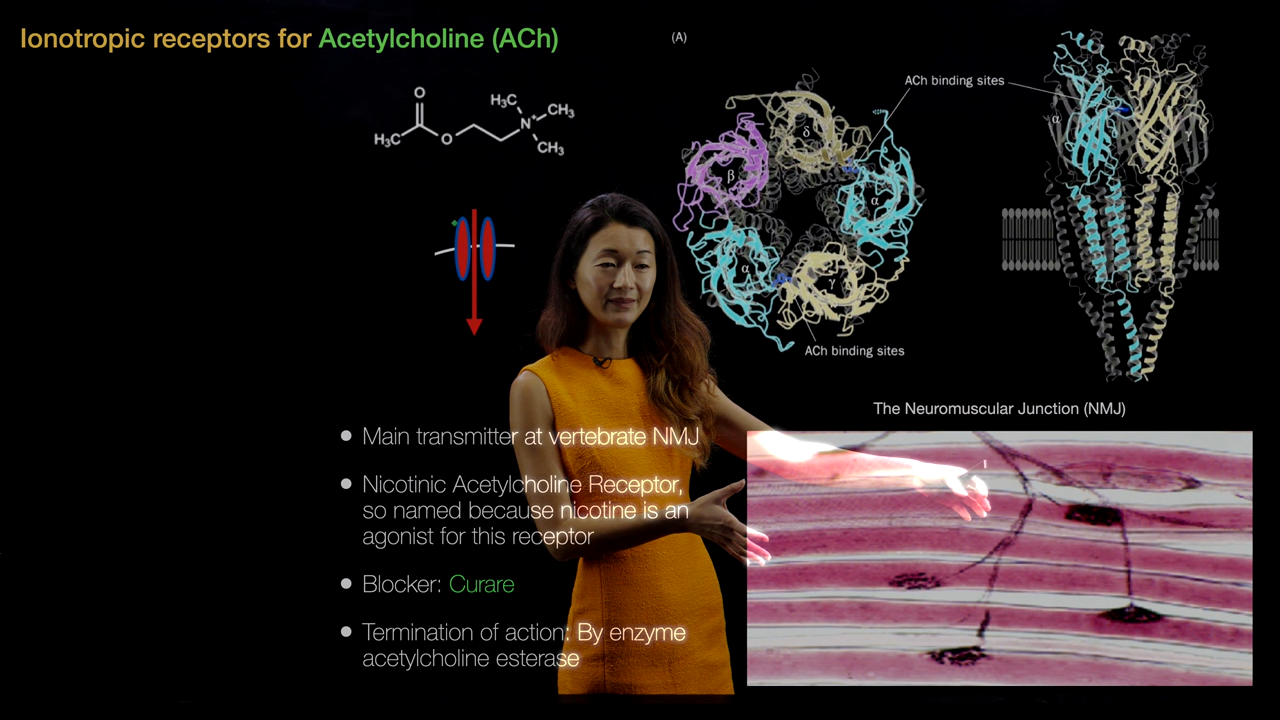 Ionotropic receptors for Acetylcholine (ACh)
(A)
O
H₃C
O
H₃C
N⁺
CH₃
CH₃
ACh binding sites
δ
β
α
α
γ
ACh binding sites
α
γ
• Main transmitter at vertebrate NMJ
• Nicotinic Acetylcholine Receptor,
so named because nicotine is an
agonist for this receptor
• Blocker: Curare
• Termination of action: By enzyme
acetylcholine esterase
The Neuromuscular Junction (NMJ)